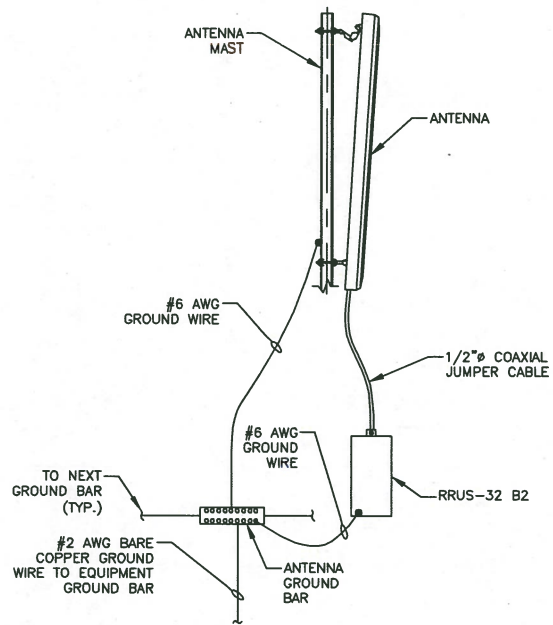 ANTENNA
MAST
ANTENNA
#6 AWG
GROUND WIRE
1/2"ø COAXIAL
JUMPER CABLE
#6 AWG
GROUND
WIRE
TO NEXT
GROUND BAR
(TYP.)
RRUS-32 B2
#2 AWG BARE
COPPER GROUND
WIRE TO EQUIPMENT
GROUND BAR
ANTENNA
GROUND
BAR